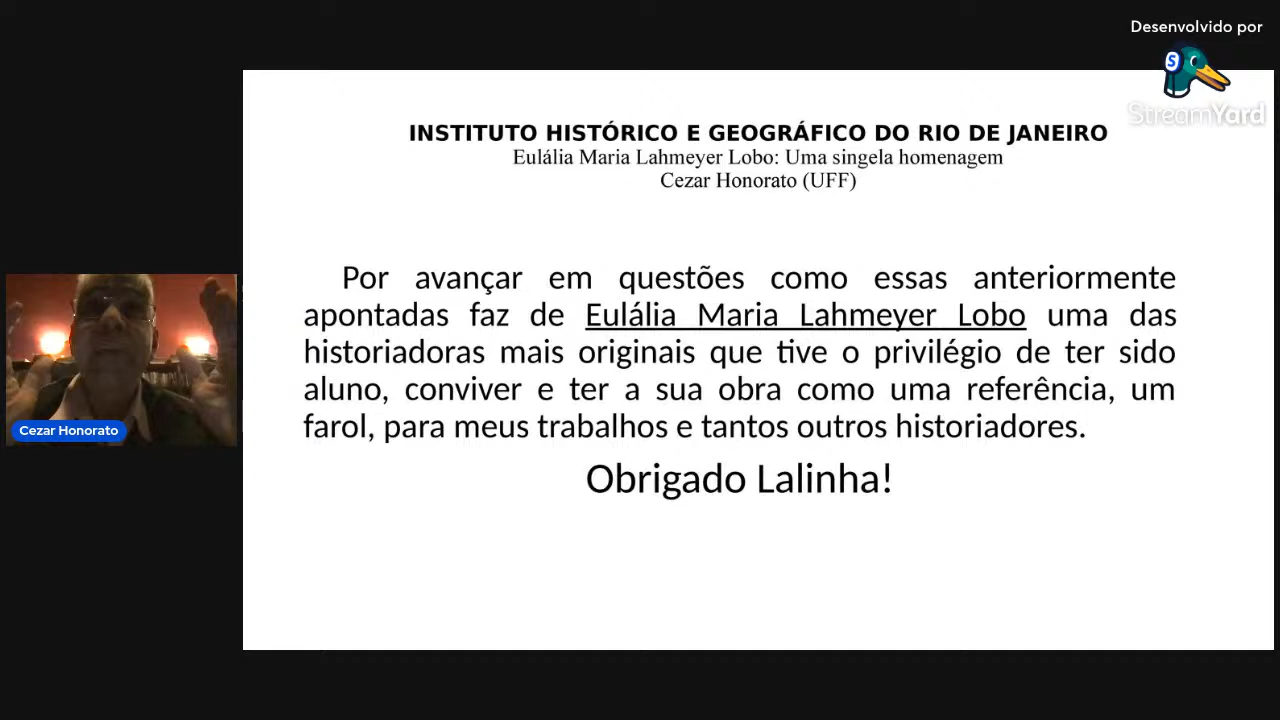 Desenvolvido por
StreamYard
INSTITUTO HISTÓRICO E GEOGRÁFICO DO RIO DE JANEIRO
Eulália Maria Lahmeyer Lobo: Uma singela homenagem
Cezar Honorato (UFF)
Por avançar em questões como essas anteriormente
apontadas faz de Eulália Maria Lahmeyer Lobo uma das
historiadoras mais originais que tive o privilégio de ter sido
aluno, conviver e ter a sua obra como uma referência, um
farol, para meus trabalhos e tantos outros historiadores.
Obrigado Lalinha!
Cezar Honorato